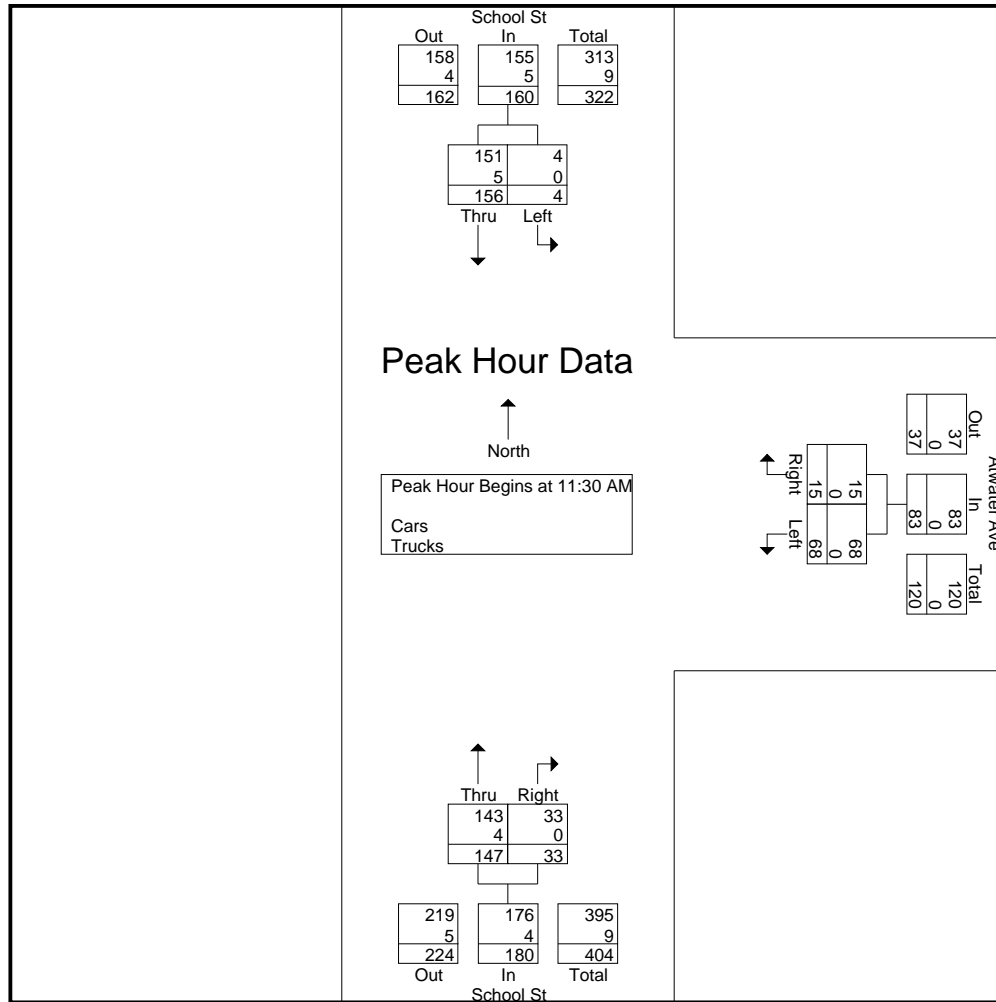 School St
Out In Total
158 155 313
4 5 9
162 160 322
151 4
5 0
156 4
Thru Left
Peak Hour Data
North
Peak Hour Begins at 11:30 AM
Cars
Trucks
Right Left
15 68
0 0
15 68
Atwater Ave
Out In Total
37 83 120
0 0 0
37 83 120
Thru Right
143 33
4 0
147 33
219 176 395
5 4 9
224 180 404
Out In Total
School St